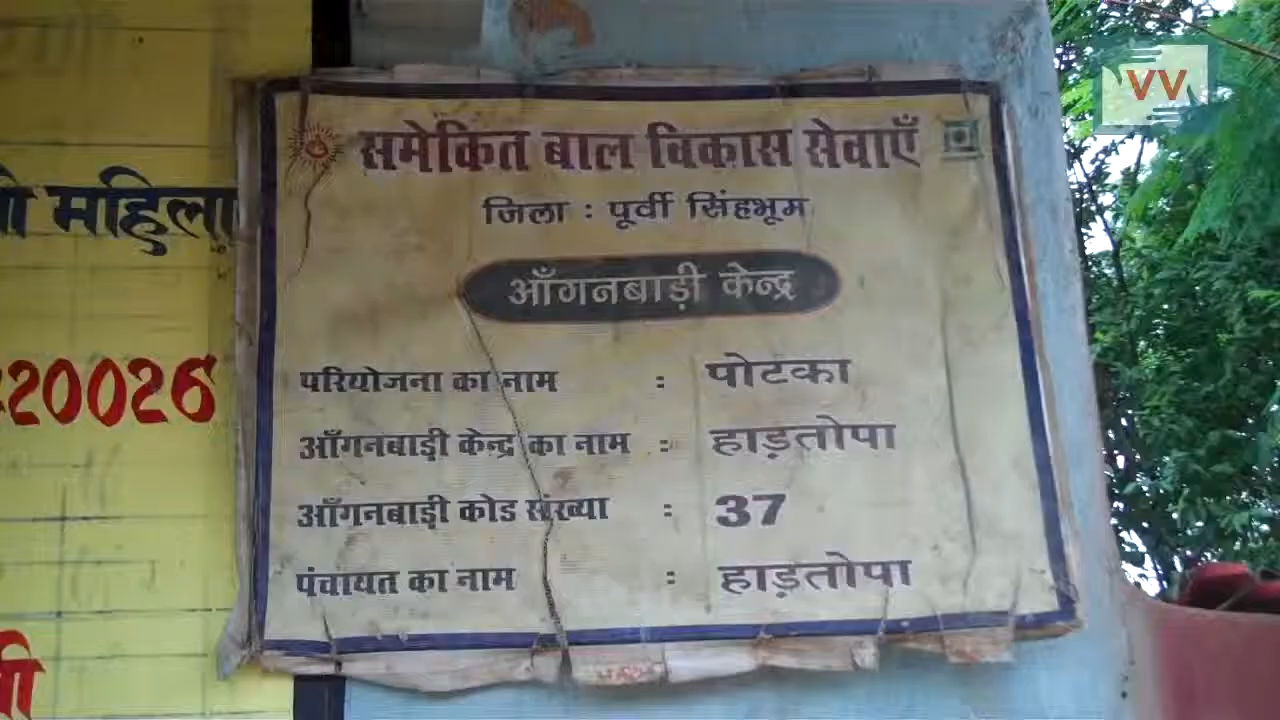 समेकित बाल विकास सेवाएँ
जिला : पूर्वी सिंहभूम
आँगनबाड़ी केन्द्र
परियोजना का नाम : पोटका
आँगनबाड़ी केन्द्र का नाम : हाड़तोपा
आँगनबाड़ी कोड संख्या : 37
पंचायत का नाम : हाड़तोपा
महिला
20026
VV